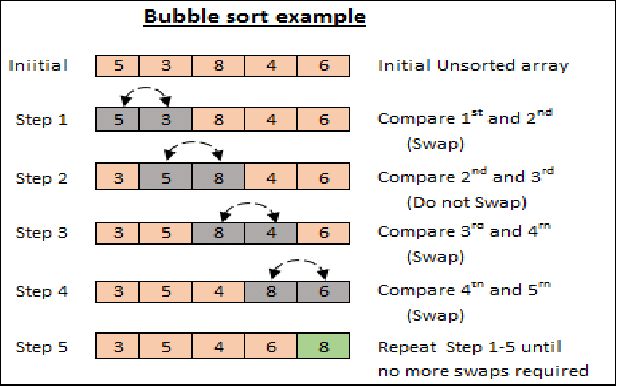 Bubble sort example
Iniitial 5 3 8 4 6 Initial Unsorted array
Step 1 5 3 8 4 6 Compare 1st and 2nd
(Swap)
Step 2 3 5 8 4 6 Compare 2nd and 3rd
(Do not Swap)
Step 3 3 5 8 4 6 Compare 3rd and 4th
(Swap)
Step 4 3 5 4 8 6 Compare 4th and 5th
(Swap)
Step 5 3 5 4 6 8 Repeat Step 1-5 until
no more swaps required